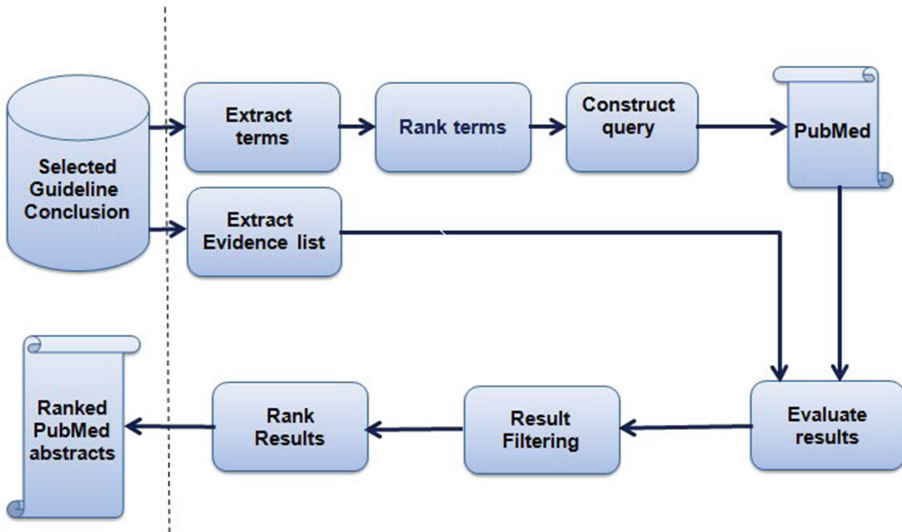 Selected
Guideline
Conclusion
Extract
terms
Rank terms
Construct
query
PubMed
Extract
Evidence list
Evaluate
results
Result
Filtering
Rank
Results
Ranked
PubMed
abstracts